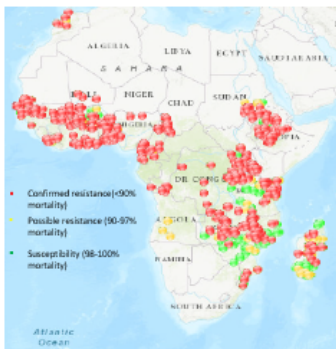 ALGERIA
LIBYA
EGYPT
SAUDI ARABIA
SAHARA
NIGER
CHAD
SUDAN
NIGERIA
DR CONGO
Confirmed resistance(<90%
mortality)
Possible resistance (90-97%
mortality)
Susceptibility (98-100%
mortality)
ANGOLA
NAMIBIA
SOUTH AFRICA
Atlantic
Ocean